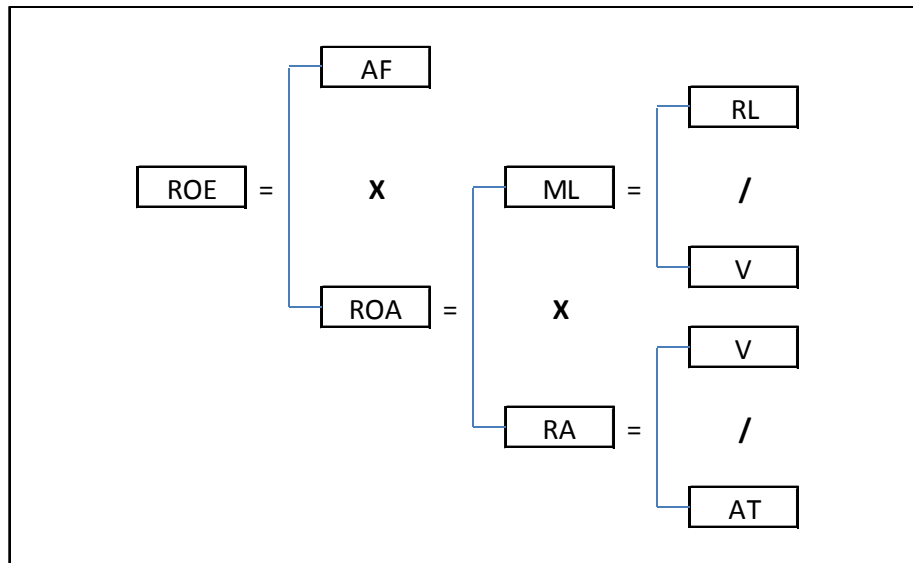 AF
RL
ROE = X ML = /
V
ROA = X
V
RA = /
AT